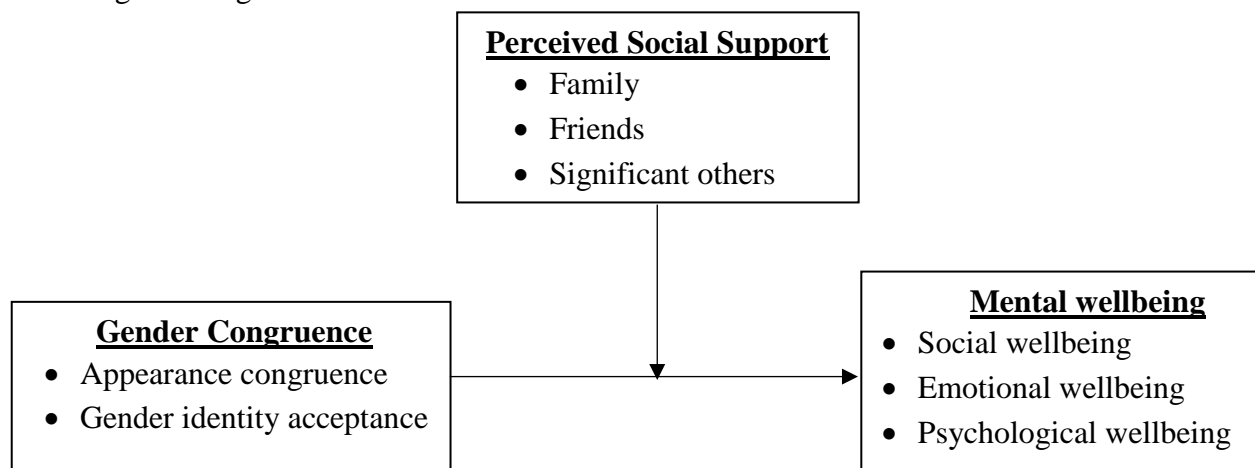 Perceived Social Support
• Family
• Friends
• Significant others
Gender Congruence
• Appearance congruence
• Gender identity acceptance
Mental wellbeing
• Social wellbeing
• Emotional wellbeing
• Psychological wellbeing